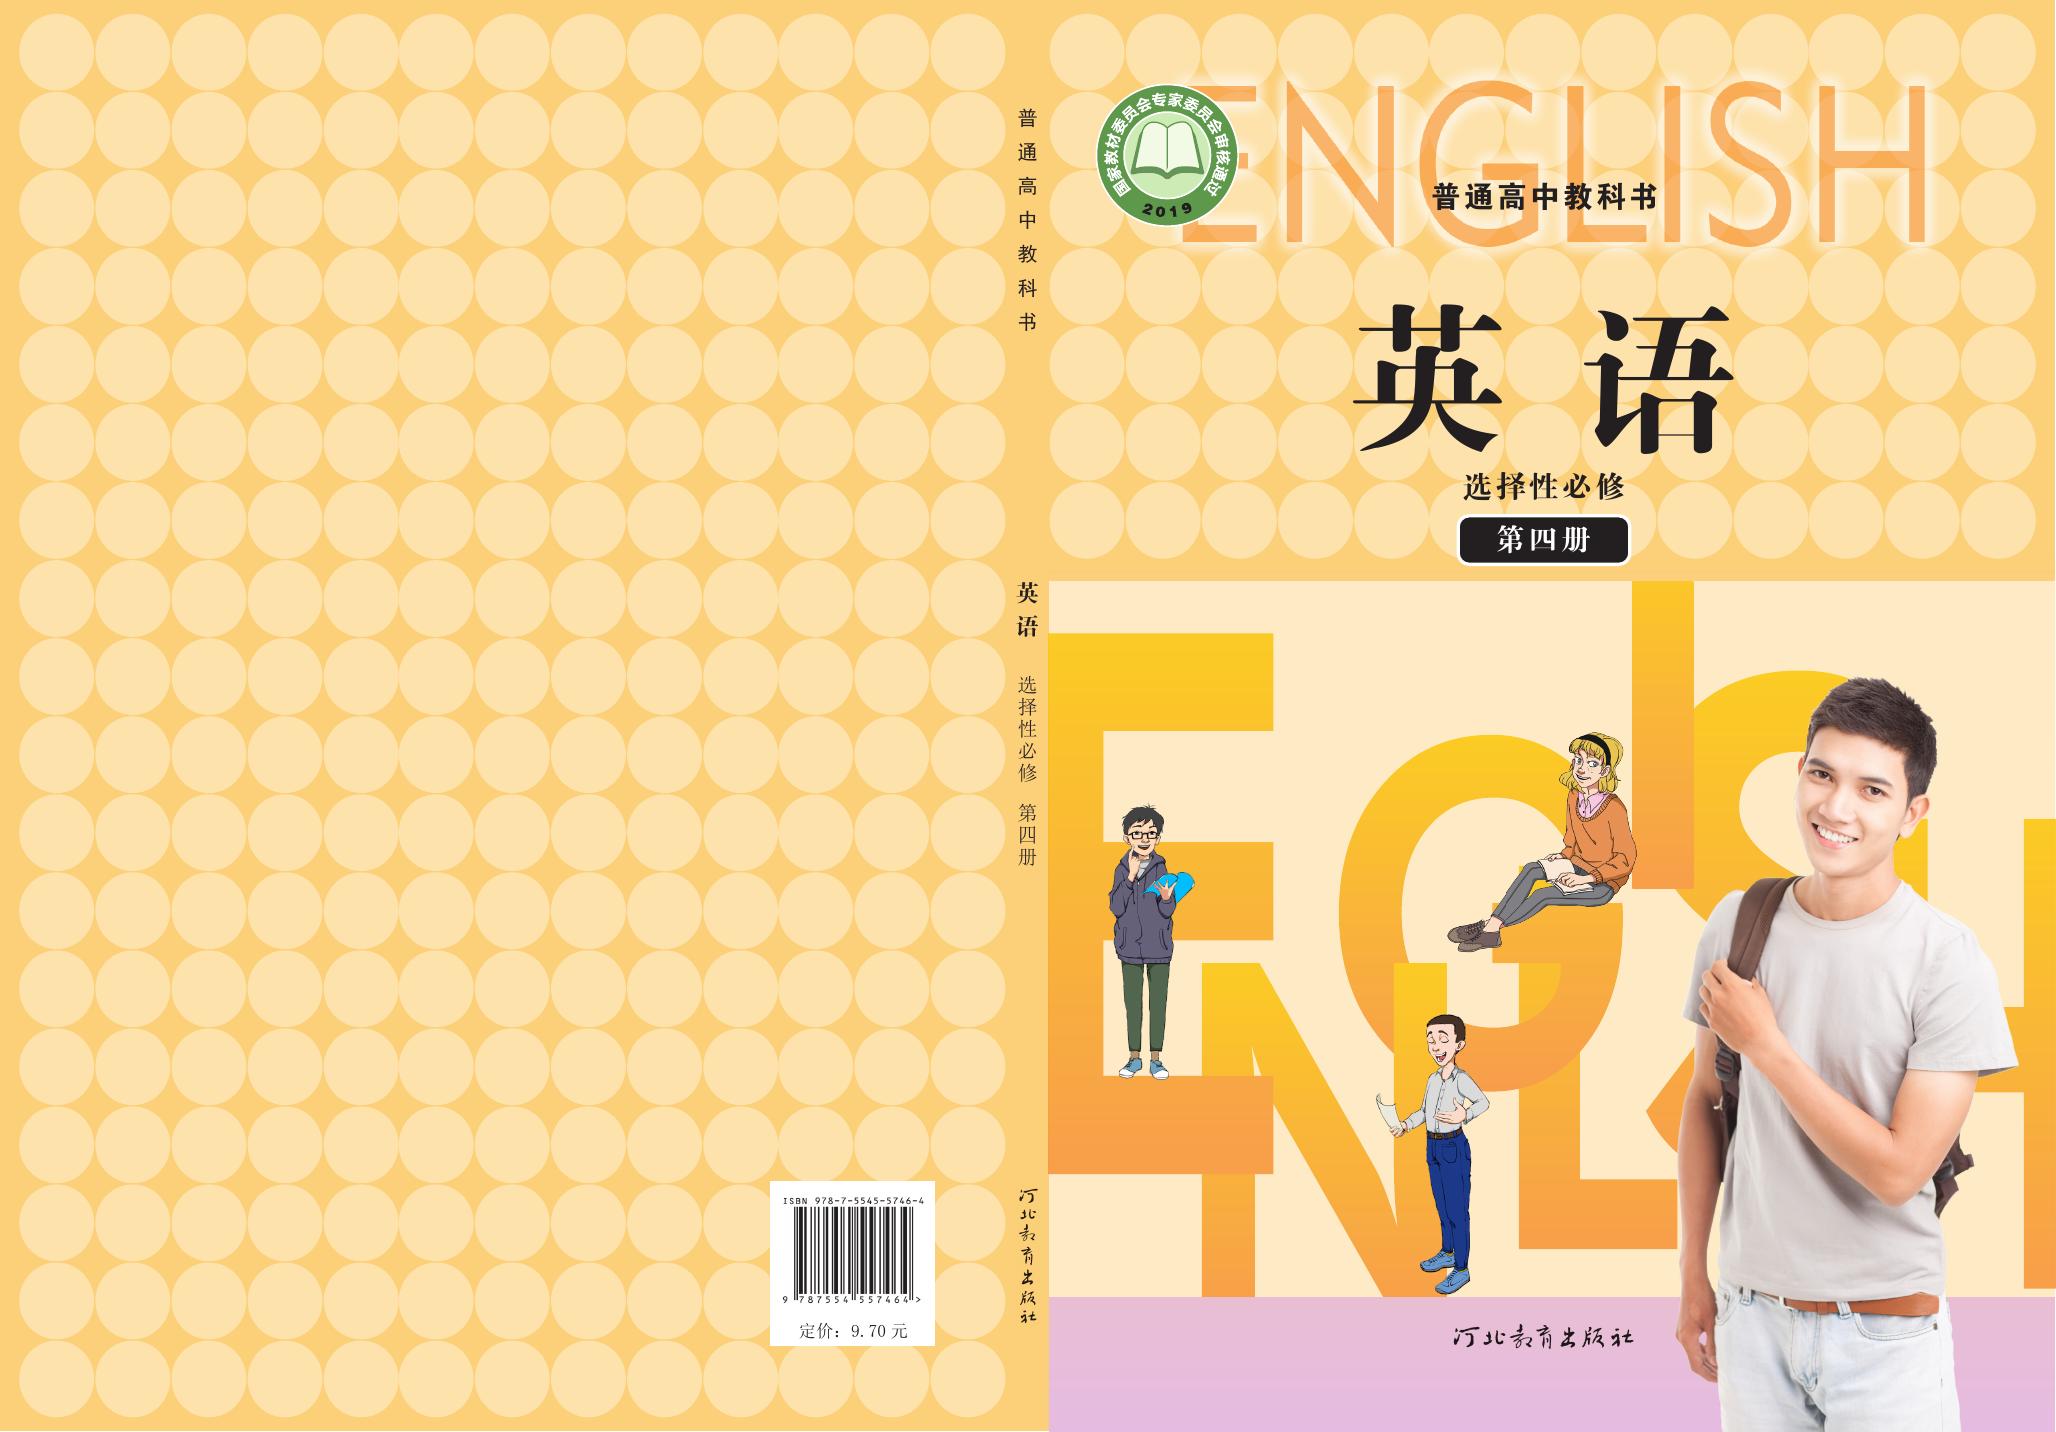 普通高中教科书
英语
选择性必修
第四册
河北教育出版社
ISBN 978-7-5545-5746-4
9 787554 557464 >
定价：9.70 元
ENGLISH
国家教材委员会专家委员会审核通过
2019
普通高中教科书
英语
选择性必修
第四册
ENGLISH
河北教育出版社